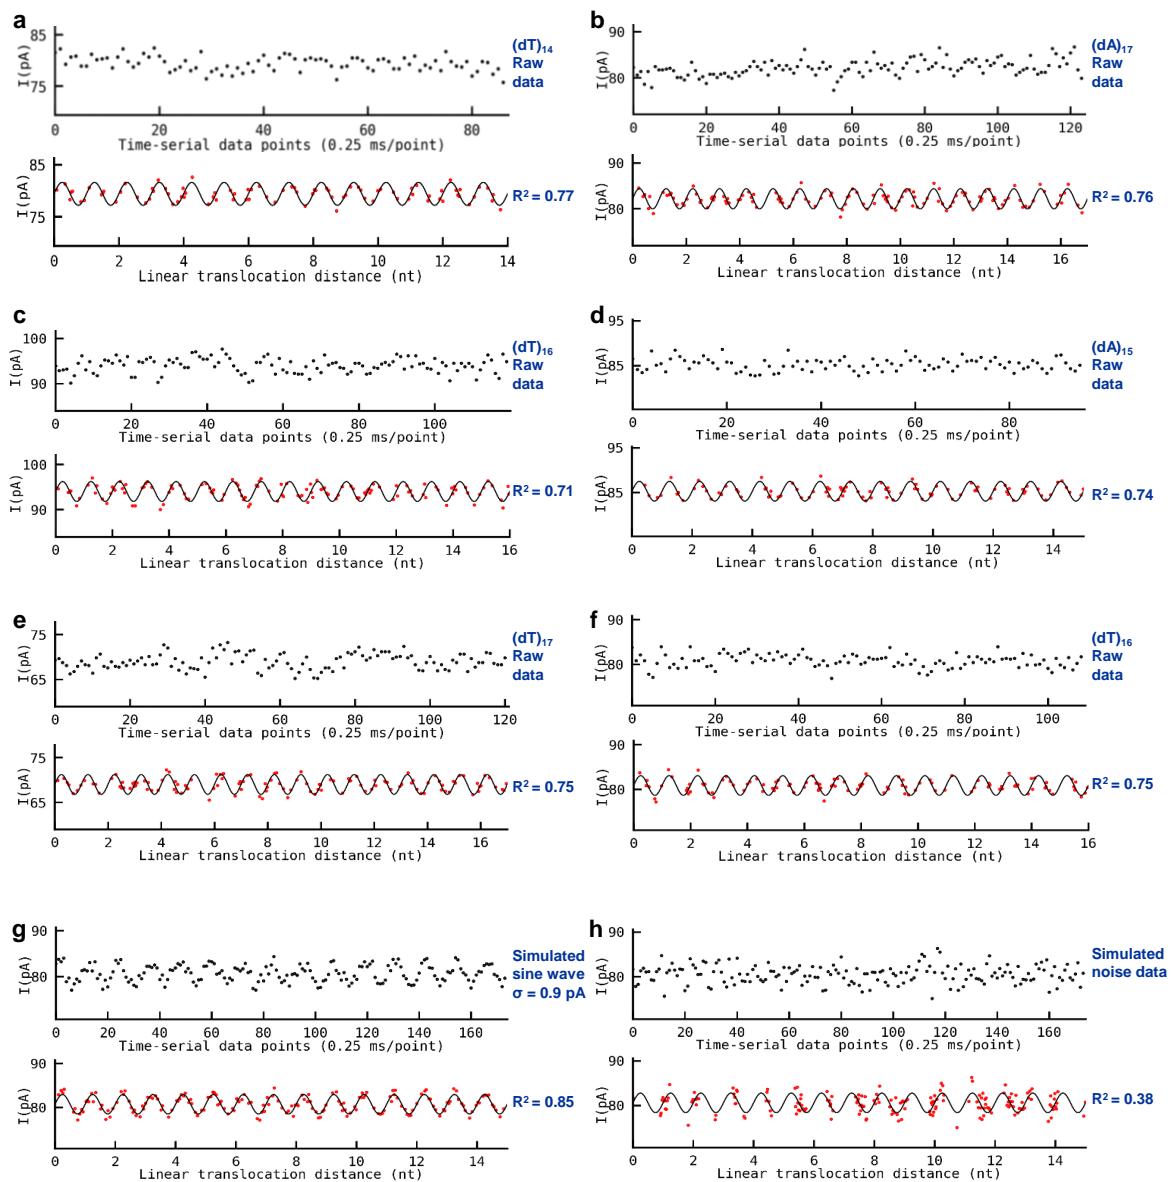 a
85
75
I(pA)
0 20 40 60 80
Time-serial data points (0.25 ms/point)
(dT)₁₄
Raw
data
85
75
I(pA)
0 2 4 6 8 10 12 14
Linear translocation distance (nt)
R² = 0.77
b
90
80
I(pA)
0 20 40 60 80 100 120
Time-serial data points (0.25 ms/point)
(dA)₁₇
Raw
data
90
80
I(pA)
0 2 4 6 8 10 12 14 16
Linear translocation distance (nt)
R² = 0.76
c
100
90
I(pA)
0 20 40 60 80 100
Time-serial data points (0.25 ms/point)
(dT)₁₆
Raw
data
100
90
I(pA)
0 2 4 6 8 10 12 14 16
Linear translocation distance (nt)
R² = 0.71
d
95
85
I(pA)
0 20 40 60 80
Time-serial data points (0.25 ms/point)
(dA)₁₅
Raw
data
95
85
I(pA)
0 2 4 6 8 10 12 14
Linear translocation distance (nt)
R² = 0.74
e
75
65
I(pA)
0 20 40 60 80 100 120
Time-serial data points (0.25 ms/point)
(dT)₁₇
Raw
data
75
65
I(pA)
0 2 4 6 8 10 12 14 16
Linear translocation distance (nt)
R² = 0.75
f
90
80
I(pA)
0 20 40 60 80 100
Time-serial data points (0.25 ms/point)
(dT)₁₆
Raw
data
90
80
I(pA)
0 2 4 6 8 10 12 14 16
Linear translocation distance (nt)
R² = 0.75
g
90
80
I(pA)
0 20 40 60 80 100 120 140 160
Time-serial data points (0.25 ms/point)
Simulated
sine wave
σ = 0.9 pA
90
80
I(pA)
0 2 4 6 8 10 12 14
Linear translocation distance (nt)
R² = 0.85
h
90
80
I(pA)
0 20 40 60 80 100 120 140 160
Time-serial data points (0.25 ms/point)
Simulated
noise data
90
80
I(pA)
0 2 4 6 8 10 12 14
Linear translocation distance (nt)
R² = 0.38